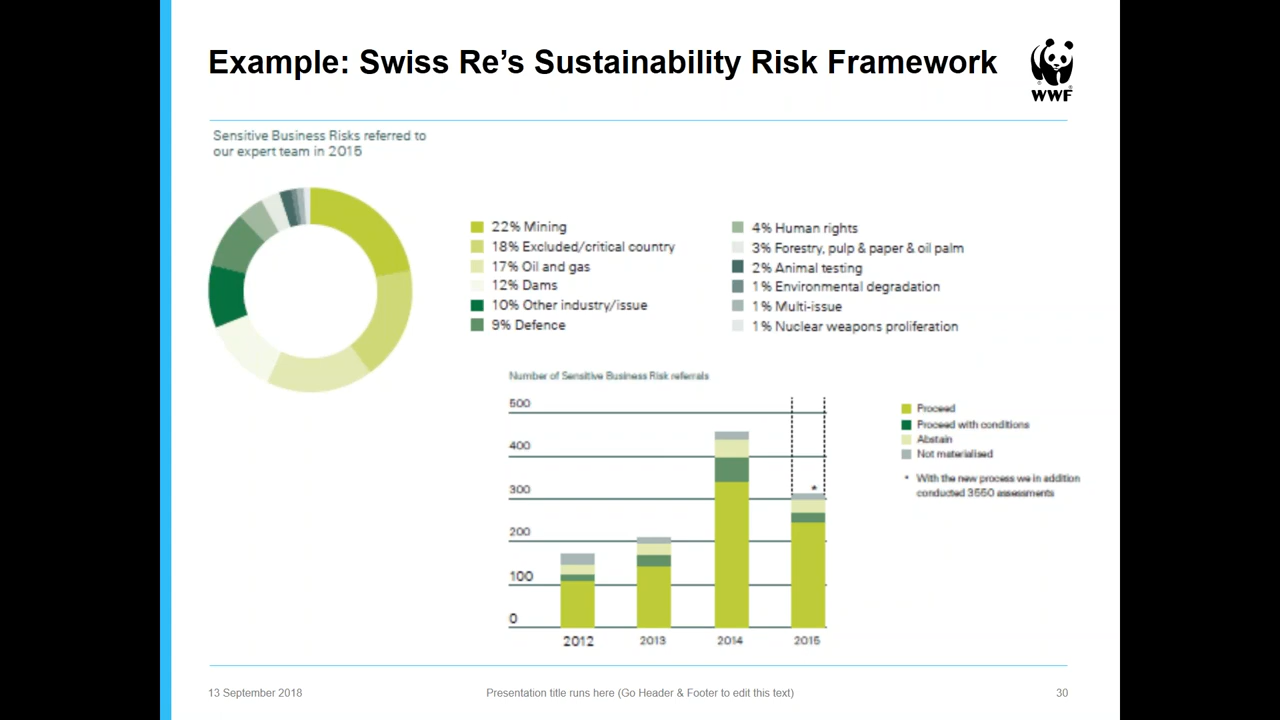 Example: Swiss Re's Sustainability Risk Framework
WWF
Sensitive Business Risks referred to
our expert team in 2015
22% Mining
18% Excluded/critical country
17% Oil and gas
12% Dams
10% Other industry/issue
9% Defence
4% Human rights
3% Forestry, pulp & paper & oil palm
2% Animal testing
1% Environmental degradation
1% Multi-issue
1% Nuclear weapons proliferation
Number of Sensitive Business Risk referrals
500
400
300
200
100
0
*
2012
2013
2014
2015
Proceed
Proceed with conditions
Abstain
Not materialised
* With the new process we in addition
conducted 3550 assessments
13 September 2018
Presentation title runs here (Go Header & Footer to edit this text)
30